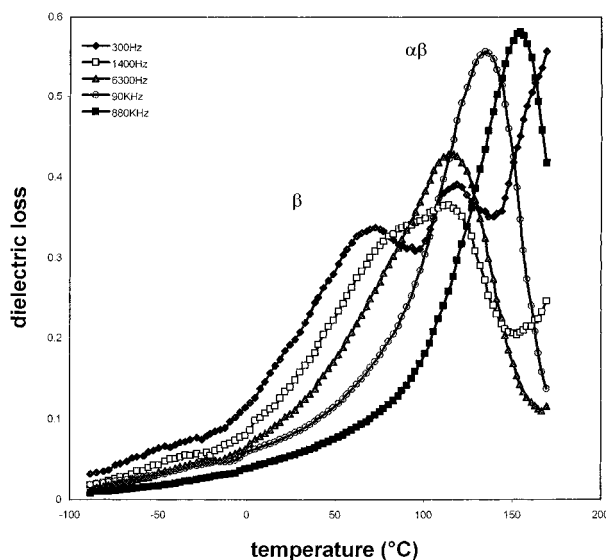 0.6
0.5
0.4
0.3
0.2
0.1
0
dielectric loss
300Hz
1400Hz
6300Hz
90KHz
880KHz
αβ
β
-100
-50
0
50
100
150
200
temperature (°C)